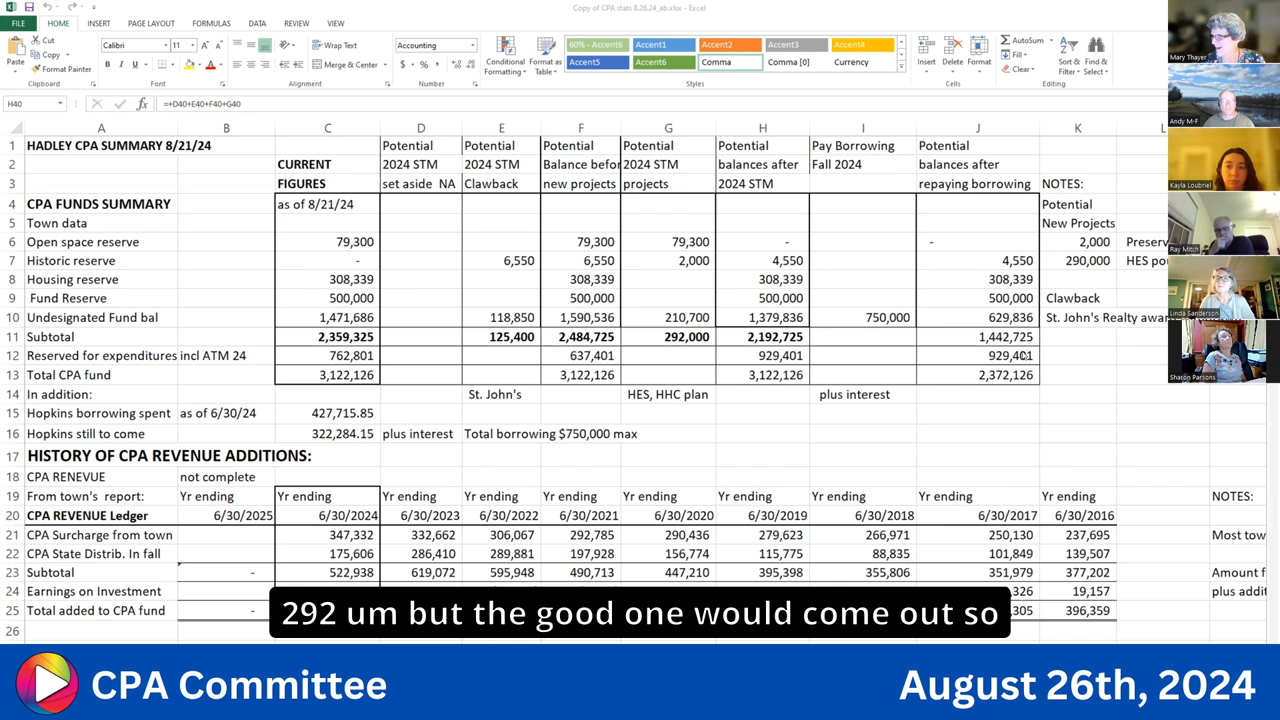 Copy of CPA stats 8.26.24_ab.xlsx - Excel
FILE HOME INSERT PAGE LAYOUT FORMULAS DATA REVIEW VIEW
Paste Cut Copy Format Painter Clipboard
Calibri 11 Font
Wrap Text Merge & Center Alignment
Accounting Number
Conditional Formatting Format as Table
60% - Accent6 Accent1 Accent2 Accent3 Accent4
Accent5 Accent6 Comma Comma [0] Currency
Styles
Insert Delete Format Cells
AutoSum Fill Clear Sort & Filter Find & Select Editing
H40 =+D40+E40+F40+G40
A B C D E F G H I J K L
1 HADLEY CPA SUMMARY 8/21/24 Potential Potential Potential Potential Potential Pay Borrowing Potential
2 CURRENT 2024 STM 2024 STM Balance befor 2024 STM balances after Fall 2024 balances after
3 FIGURES set aside NA Clawback new projects projects 2024 STM repaying borrowing NOTES:
4 CPA FUNDS SUMMARY as of 8/21/24 Potential
5 Town data New Projects
6 Open space reserve 79,300 79,300 79,300 - - 2,000 Preserv
7 Historic reserve - 6,550 6,550 2,000 4,550 4,550 290,000 HES po
8 Housing reserve 308,339 308,339 308,339 308,339
9 Fund Reserve 500,000 500,000 500,000 500,000 Clawback
10 Undesignated Fund bal 1,471,686 118,850 1,590,536 210,700 1,379,836 750,000 629,836 St. John's Realty awa
11 Subtotal 2,359,325 125,400 2,484,725 292,000 2,192,725 1,442,725
12 Reserved for expenditures incl ATM 24 762,801 637,401 929,401 929,401
13 Total CPA fund 3,122,126 3,122,126 3,122,126 2,372,126
14 In addition: St. John's HES, HHC plan plus interest
15 Hopkins borrowing spent as of 6/30/24 427,715.85
16 Hopkins still to come 322,284.15 plus interest Total borrowing $750,000 max
17 HISTORY OF CPA REVENUE ADDITIONS:
18 CPA RENEVUE not complete
19 From town's report: Yr ending Yr ending Yr ending Yr ending Yr ending Yr ending Yr ending Yr ending Yr ending Yr ending NOTES:
20 CPA REVENUE Ledger 6/30/2025 6/30/2024 6/30/2023 6/30/2022 6/30/2021 6/30/2020 6/30/2019 6/30/2018 6/30/2017 6/30/2016
21 CPA Surcharge from town 347,332 332,662 306,067 292,785 290,436 279,623 266,971 250,130 237,695 Most tow
22 CPA State Distrib. In fall 175,606 286,410 289,881 197,928 156,774 115,775 88,835 101,849 139,507
23 Subtotal - 522,938 619,072 595,948 490,713 447,210 395,398 355,806 351,979 377,202 Amount f
24 Earnings on Investment 326 19,157 plus addit
25 Total added to CPA fund - 305 396,359
26
292 um but the good one would come out so
Mary Thayer
Andy M-F
Kayla Loubriel
Ray Mitch
Linda Sanderson
Sharon Parsons
CPA Committee
August 26th, 2024